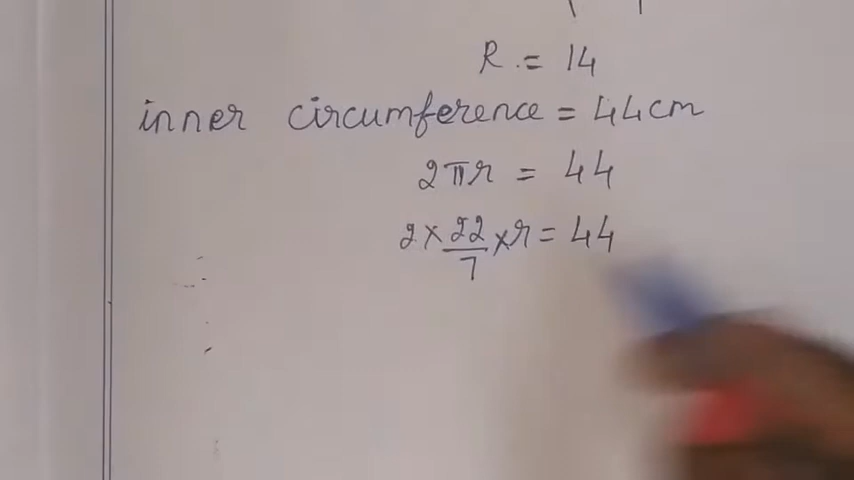 R = 14
inner circumference = 44cm
2πr = 44
2 × 22/7 × r = 44